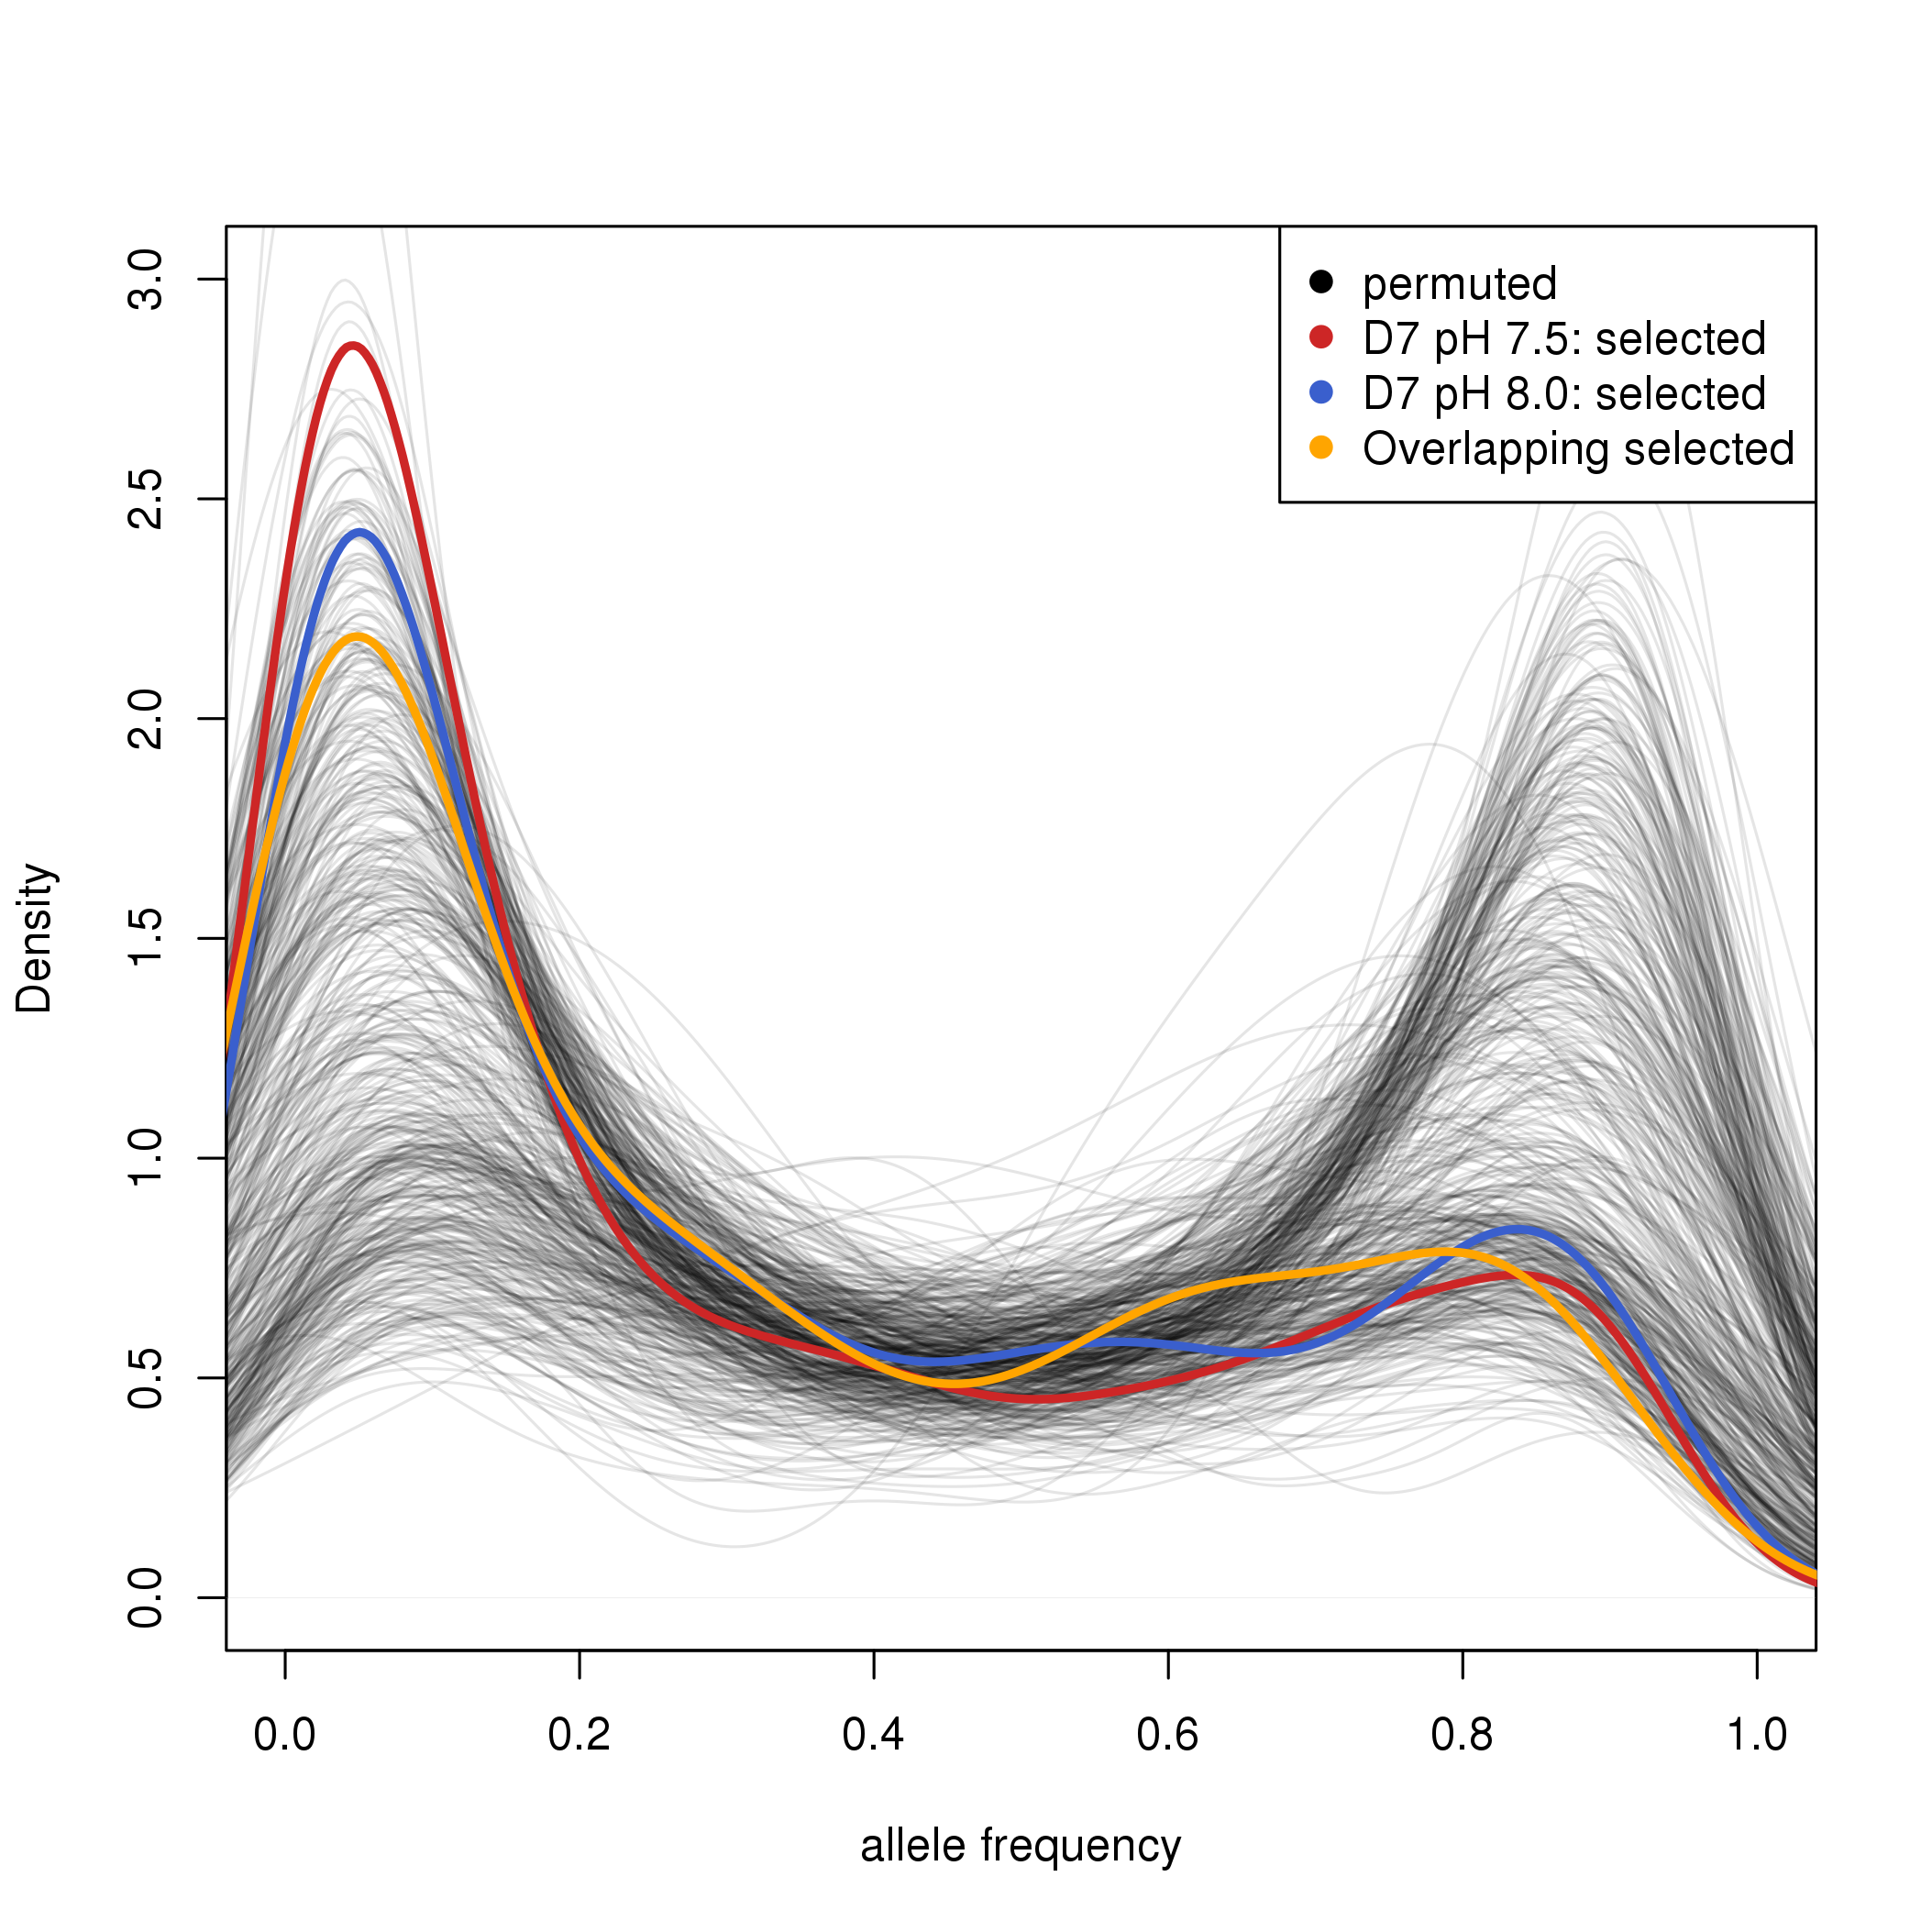 permuted
D7 pH 7.5: selected
D7 pH 8.0: selected
Overlapping selected
3.0
2.5
2.0
1.5
1.0
0.5
0.0
Density
0.0 0.2 0.4 0.6 0.8 1.0
allele frequency